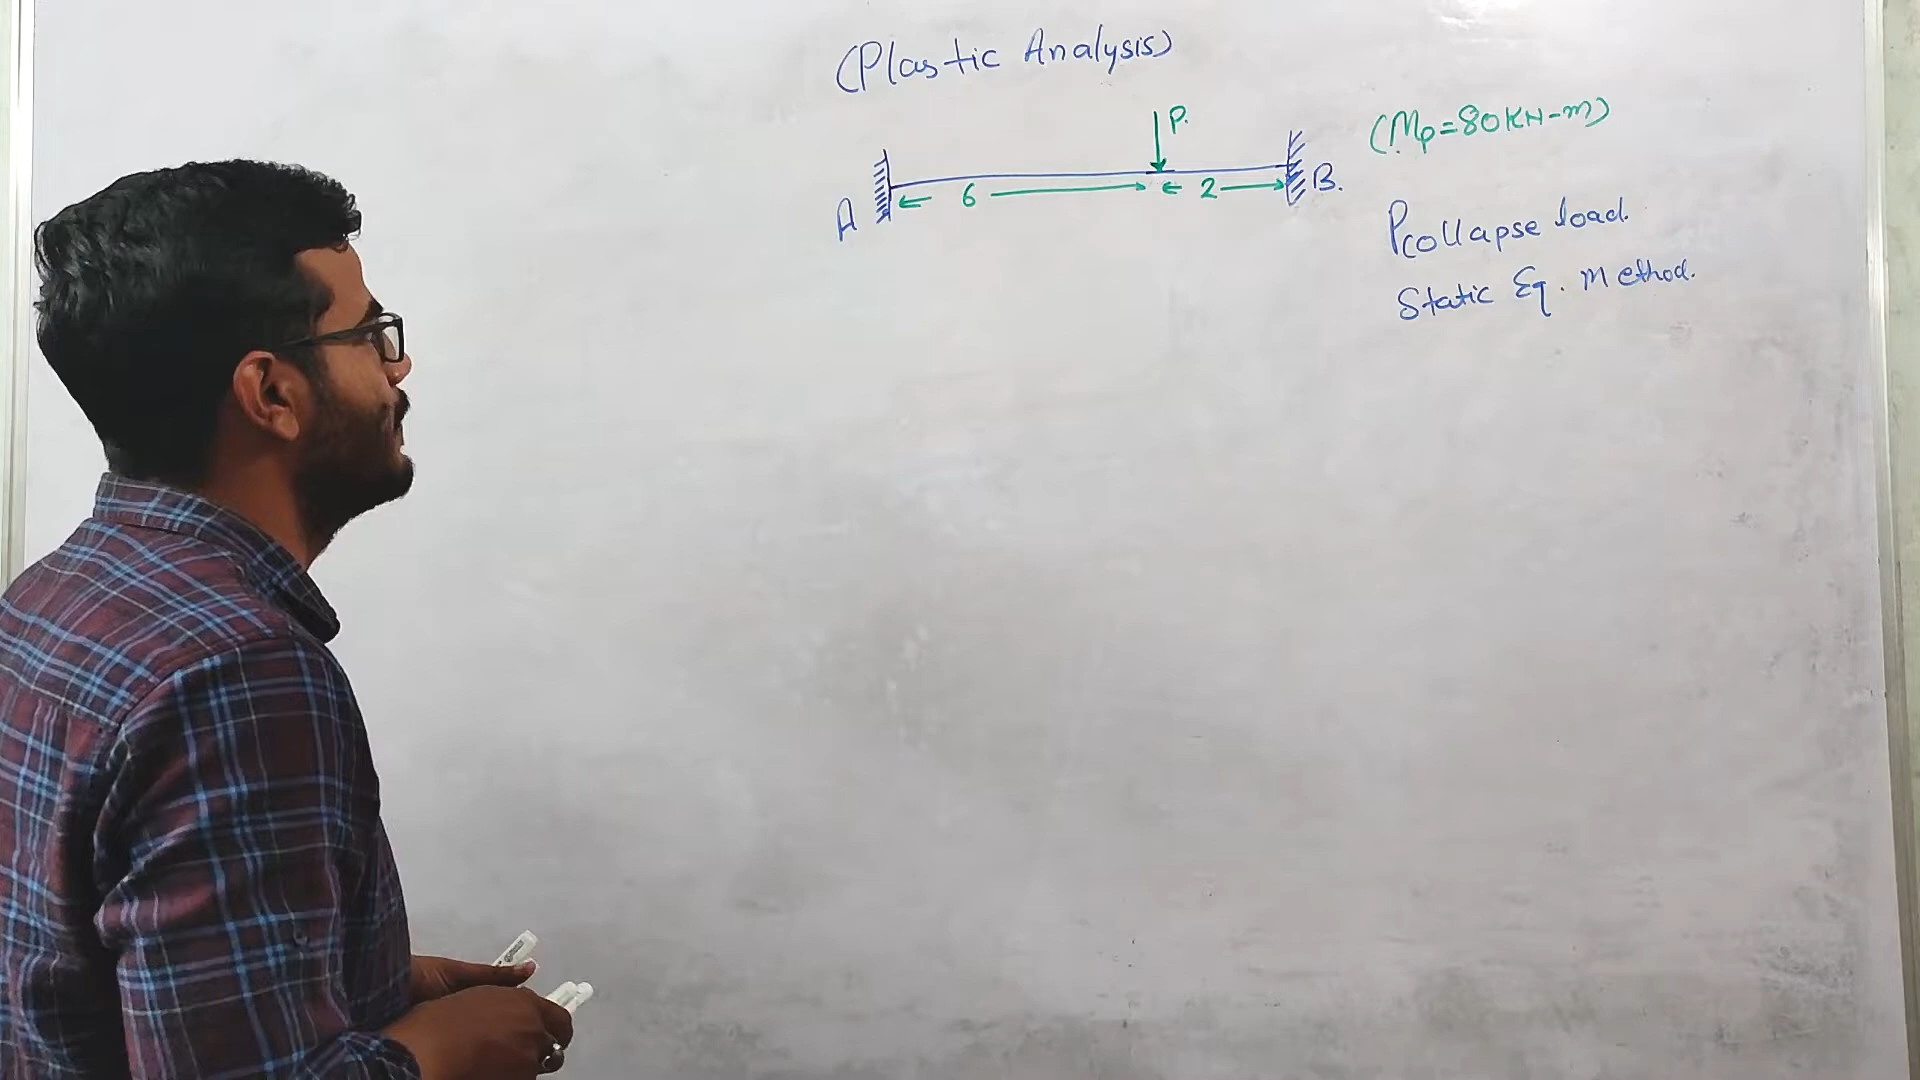 (Plastic Analysis)
P.
(Mp=80KN-m)
A
6
2
B.
Pcollapse load.
Static Eq. Method.